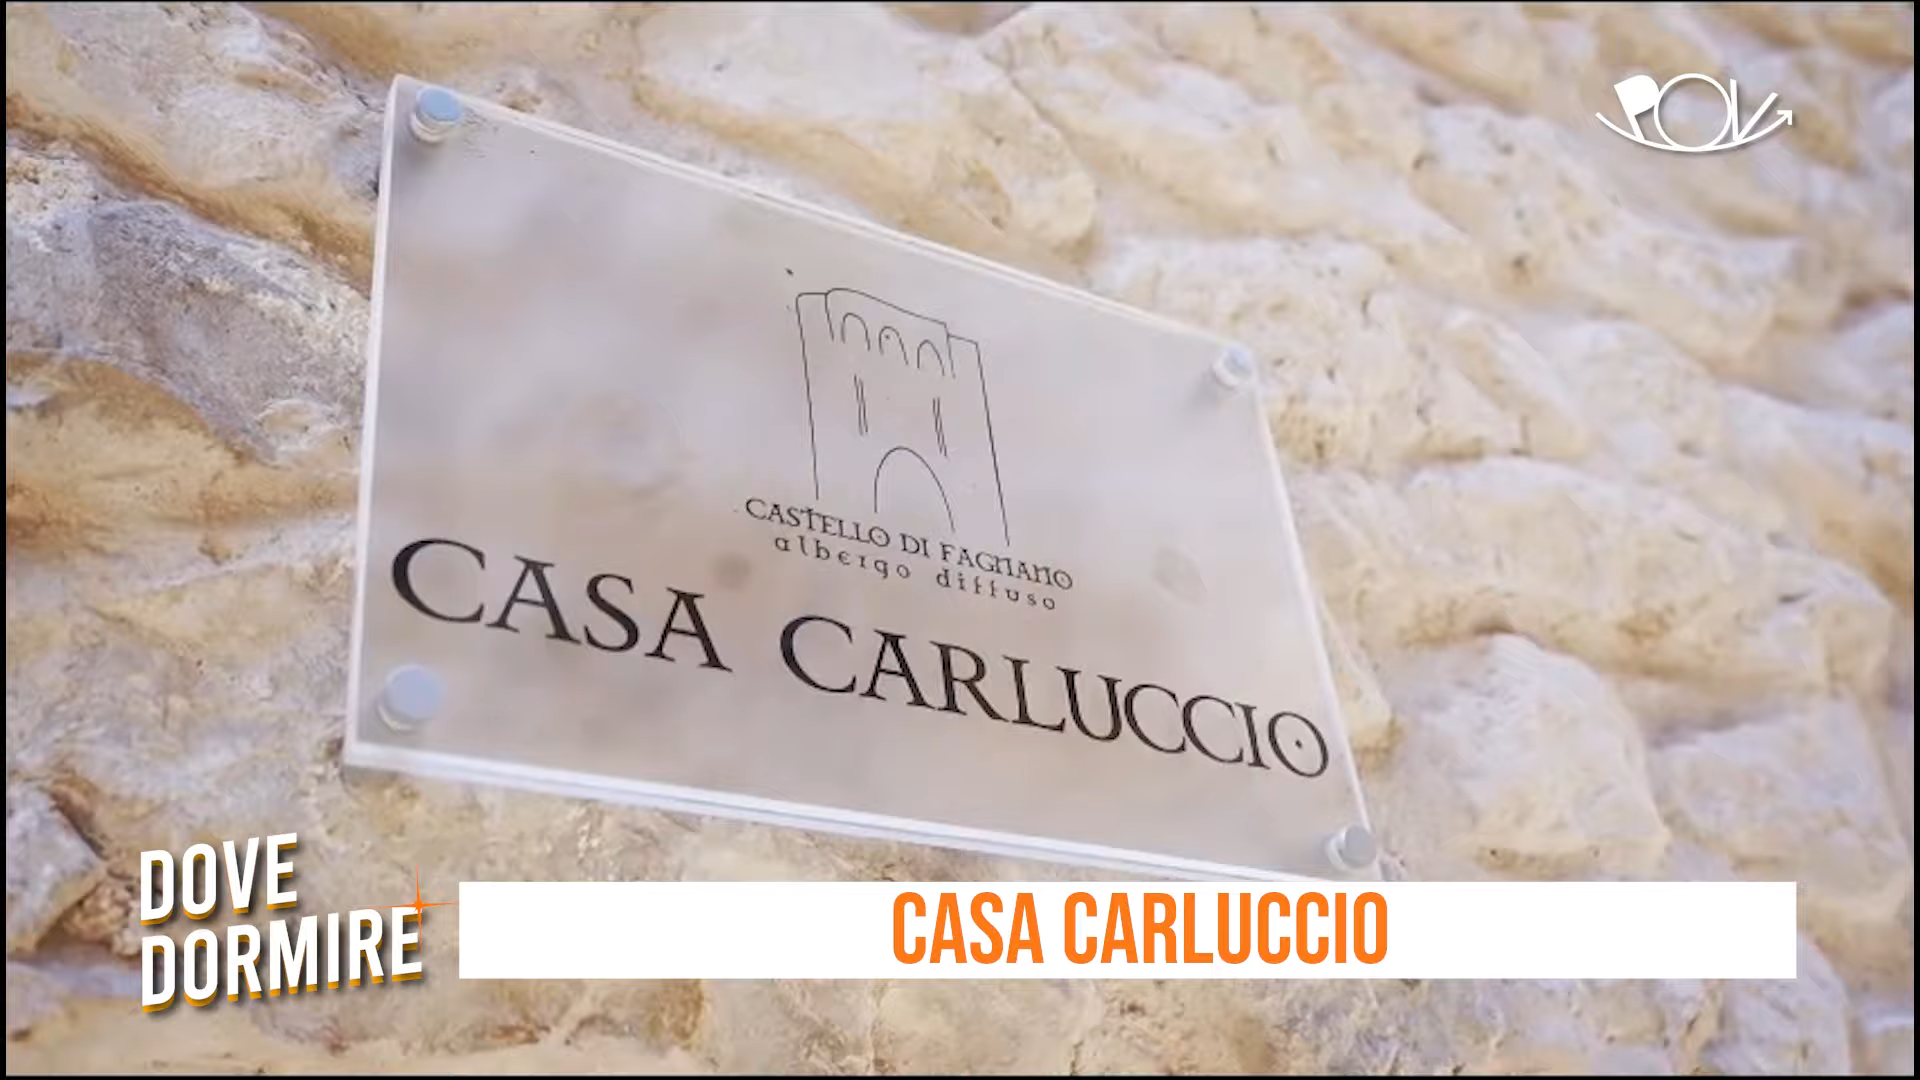 POV
CASTELLO DI FAGNANO
albergo diffuso
CASA CARLUCCIO
DOVE
DORMIRE
CASA CARLUCCIO